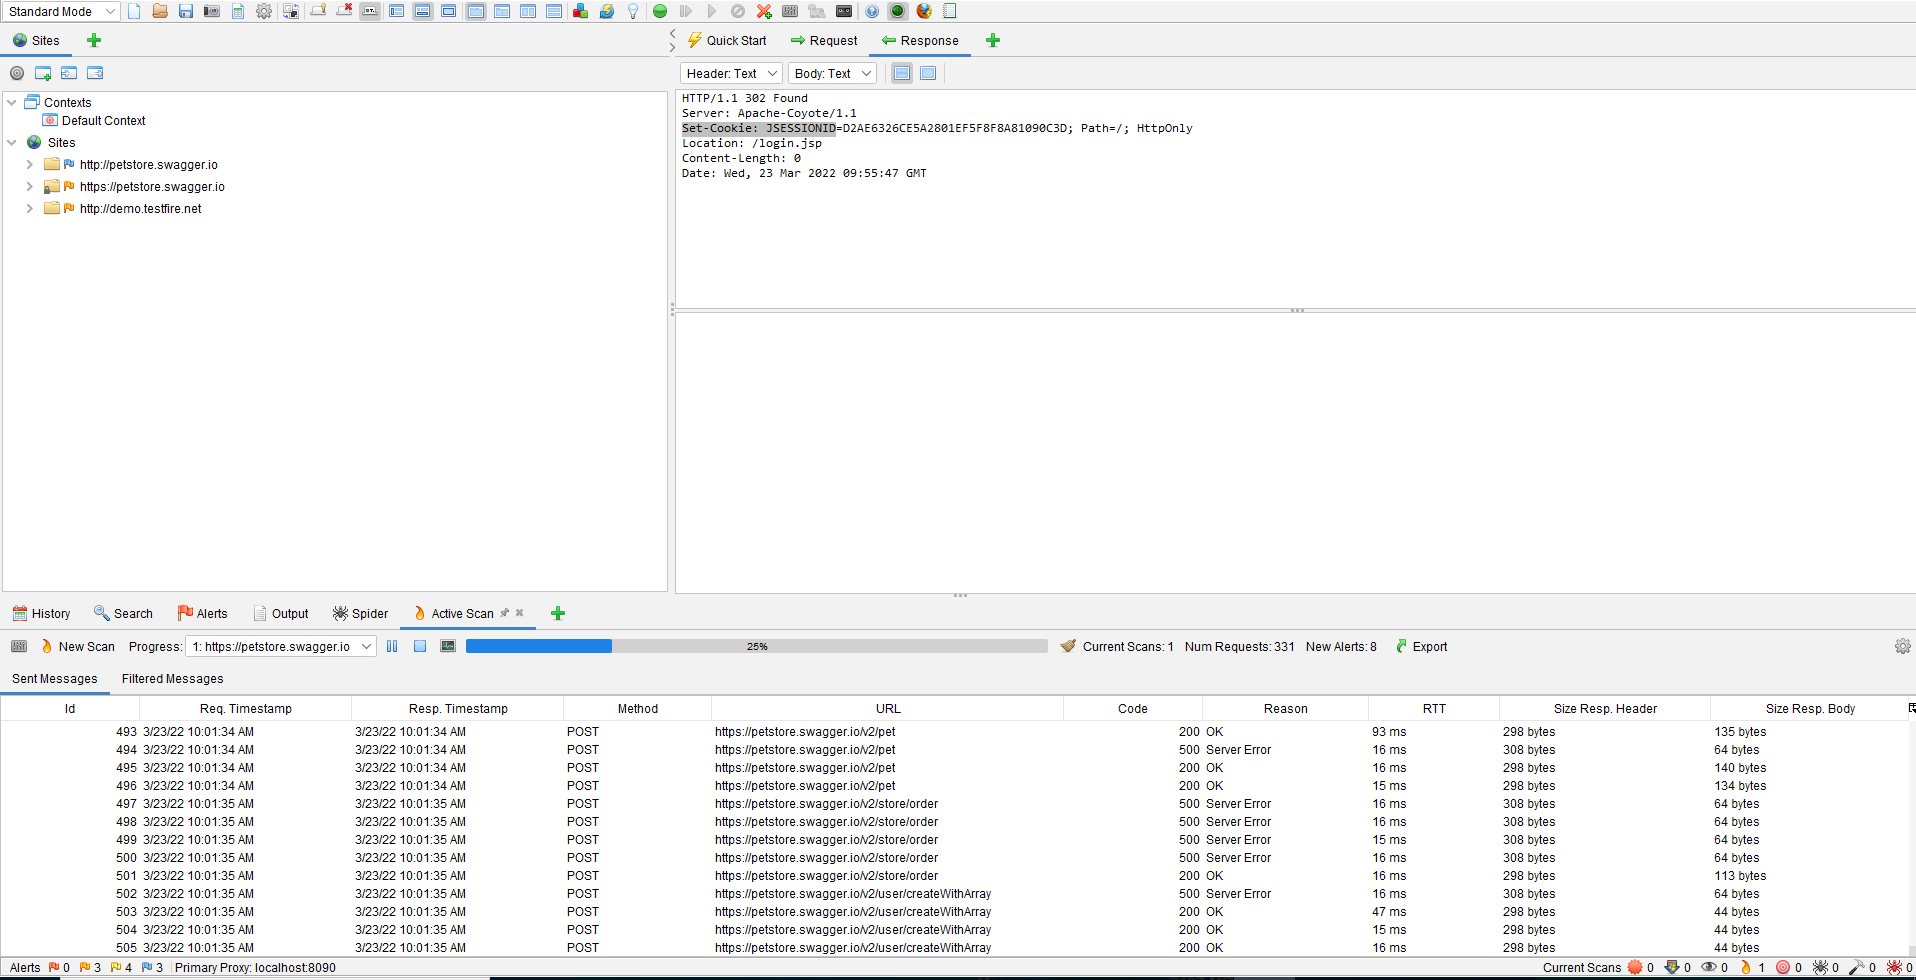 Standard Mode
Sites
Quick Start
Request
Response
Header: Text
Body: Text
Contexts
Default Context
Sites
http://petstore.swagger.io
https://petstore.swagger.io
http://demo.testfire.net
HTTP/1.1 302 Found
Server: Apache-Coyote/1.1
Set-Cookie: JSESSIONID=D2AE6326CE5A2801EF5F8F8A81090C3D; Path=/; HttpOnly
Location: /login.jsp
Content-Length: 0
Date: Wed, 23 Mar 2022 09:55:47 GMT
History Search Alerts Output Spider Active Scan
New Scan Progress: 1: https://petstore.swagger.io 25% Current Scans: 1 Num Requests: 331 New Alerts: 8 Export
Sent Messages Filtered Messages
Id Req. Timestamp Resp. Timestamp Method URL Code Reason RTT Size Resp. Header Size Resp. Body
493 3/23/22 10:01:34 AM 3/23/22 10:01:34 AM POST https://petstore.swagger.io/v2/pet 200 OK 93 ms 298 bytes 135 bytes
494 3/23/22 10:01:34 AM 3/23/22 10:01:34 AM POST https://petstore.swagger.io/v2/pet 500 Server Error 16 ms 308 bytes 64 bytes
495 3/23/22 10:01:34 AM 3/23/22 10:01:34 AM POST https://petstore.swagger.io/v2/pet 200 OK 16 ms 298 bytes 140 bytes
496 3/23/22 10:01:34 AM 3/23/22 10:01:34 AM POST https://petstore.swagger.io/v2/pet 200 OK 15 ms 298 bytes 134 bytes
497 3/23/22 10:01:35 AM 3/23/22 10:01:35 AM POST https://petstore.swagger.io/v2/store/order 500 Server Error 16 ms 308 bytes 64 bytes
498 3/23/22 10:01:35 AM 3/23/22 10:01:35 AM POST https://petstore.swagger.io/v2/store/order 500 Server Error 16 ms 308 bytes 64 bytes
499 3/23/22 10:01:35 AM 3/23/22 10:01:35 AM POST https://petstore.swagger.io/v2/store/order 500 Server Error 15 ms 308 bytes 64 bytes
500 3/23/22 10:01:35 AM 3/23/22 10:01:35 AM POST https://petstore.swagger.io/v2/store/order 500 Server Error 16 ms 308 bytes 64 bytes
501 3/23/22 10:01:35 AM 3/23/22 10:01:35 AM POST https://petstore.swagger.io/v2/store/order 200 OK 16 ms 298 bytes 113 bytes
502 3/23/22 10:01:35 AM 3/23/22 10:01:35 AM POST https://petstore.swagger.io/v2/user/createWithArray 500 Server Error 16 ms 308 bytes 64 bytes
503 3/23/22 10:01:35 AM 3/23/22 10:01:35 AM POST https://petstore.swagger.io/v2/user/createWithArray 200 OK 47 ms 298 bytes 44 bytes
504 3/23/22 10:01:35 AM 3/23/22 10:01:35 AM POST https://petstore.swagger.io/v2/user/createWithArray 200 OK 15 ms 298 bytes 44 bytes
505 3/23/22 10:01:35 AM 3/23/22 10:01:35 AM POST https://petstore.swagger.io/v2/user/createWithArray 200 OK 16 ms 298 bytes 44 bytes
Alerts 0 3 4 3 Primary Proxy: localhost:8090 Current Scans 0 0 0 1 0 0 0 0